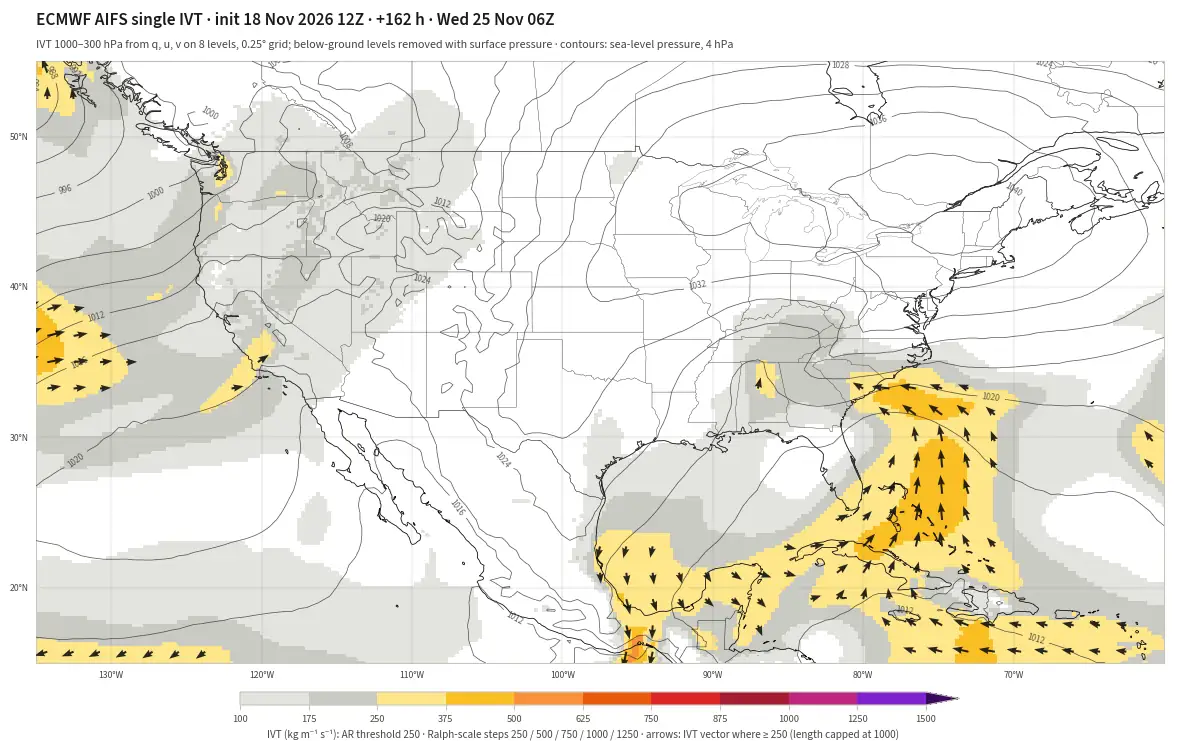 ECMWF AIFS single IVT · init 18 Nov 2026 12Z · +162 h · Wed 25 Nov 06Z
IVT 1000–300 hPa from q, u, v on 8 levels, 0.25° grid; below-ground levels removed with surface pressure · contours: sea-level pressure, 4 hPa
1028
1024
1000
1036
50°N
1008
996
1000
1040
1012
1020
1024
40°N
1032
1012
1020
30°N
1020
1024
1016
20°N
1012
1012
1012
130°W
120°W
110°W
100°W
90°W
80°W
70°W
100
175
250
375
500
625
750
875
1000
1250
1500
IVT (kg m⁻¹ s⁻¹): AR threshold 250 · Ralph-scale steps 250 / 500 / 750 / 1000 / 1250 · arrows: IVT vector where ≥ 250 (length capped at 1000)